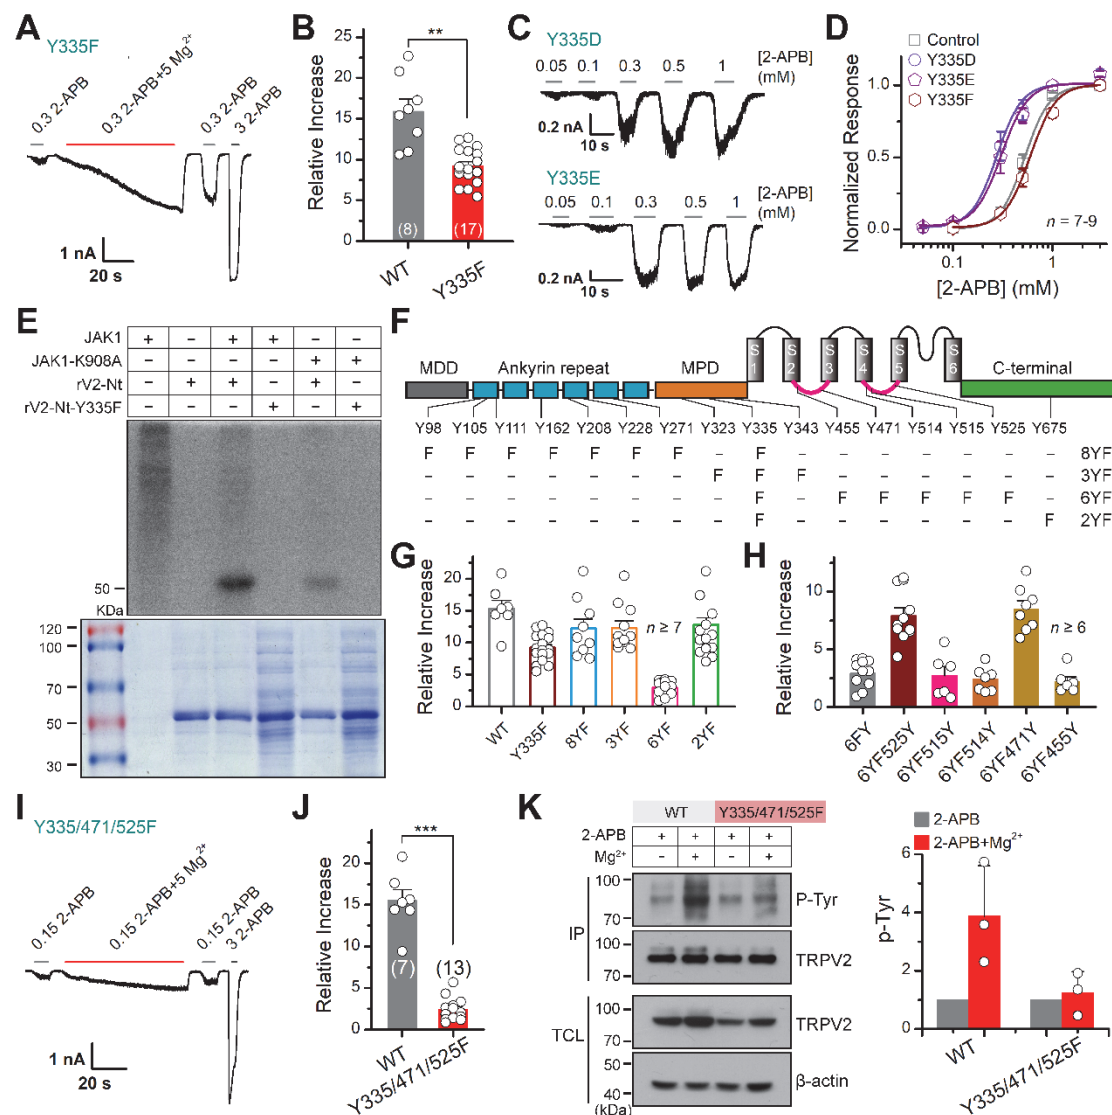 A
Y335F
0.3 2-APB
0.3 2-APB+5 Mg²⁺
0.3 2-APB
3 2-APB
1 nA
20 s
B
Relative Increase
25
20
15
10
5
0
**
(8)
(17)
WT
Y335F
C
Y335D
[2-APB]
(mM)
0.05 0.1 0.3 0.5 1
0.2 nA
10 s
Y335E
[2-APB]
(mM)
0.05 0.1 0.3 0.5 1
0.2 nA
10 s
D
Control
Y335D
Y335E
Y335F
Normalized Response
1.0
0.5
0.0
n = 7-9
0.1 1
[2-APB] (mM)
E
JAK1 + – + + – –
JAK1-K908A – – – – + +
rV2-Nt – + + – + –
rV2-Nt-Y335F – – – + – +
50
KDa
120
100
70
50
30
F
MDD Ankyrin repeat MPD
S1 S2 S3 S4 S5 S6
C-terminal
Y98 Y105 Y111 Y162 Y208 Y228 Y271 Y323 Y335 Y343 Y455 Y471 Y514 Y515 Y525 Y675
F F F F F F F – F – – – – – – – 8YF
– – – – – – – F F F – – – – – – 3YF
– – – – – – – – F – F F F F F – 6YF
– – – – – – – – F – – – – – – F 2YF
G
Relative Increase
20
15
10
5
0
n ≥ 7
WT
Y335F
8YF
3YF
6YF
2YF
H
Relative Increase
10
5
0
n ≥ 6
6FY
6YF525Y
6YF515Y
6YF514Y
6YF471Y
6YF455Y
I
Y335/471/525F
0.15 2-APB
0.15 2-APB+5 Mg²⁺
0.15 2-APB
3 2-APB
1 nA
20 s
J
Relative Increase
20
15
10
5
0
***
(7)
(13)
WT
Y335/471/525F
K
WT Y335/471/525F
2-APB + + + +
Mg²⁺ – + – +
IP
100
70
P-Tyr
100
70
TRPV2
TCL
100
70
TRPV2
50
40
(kDa)
β-actin
2-APB
2-APB+Mg²⁺
p-Tyr
6
4
2
0
WT
Y335/471/525F